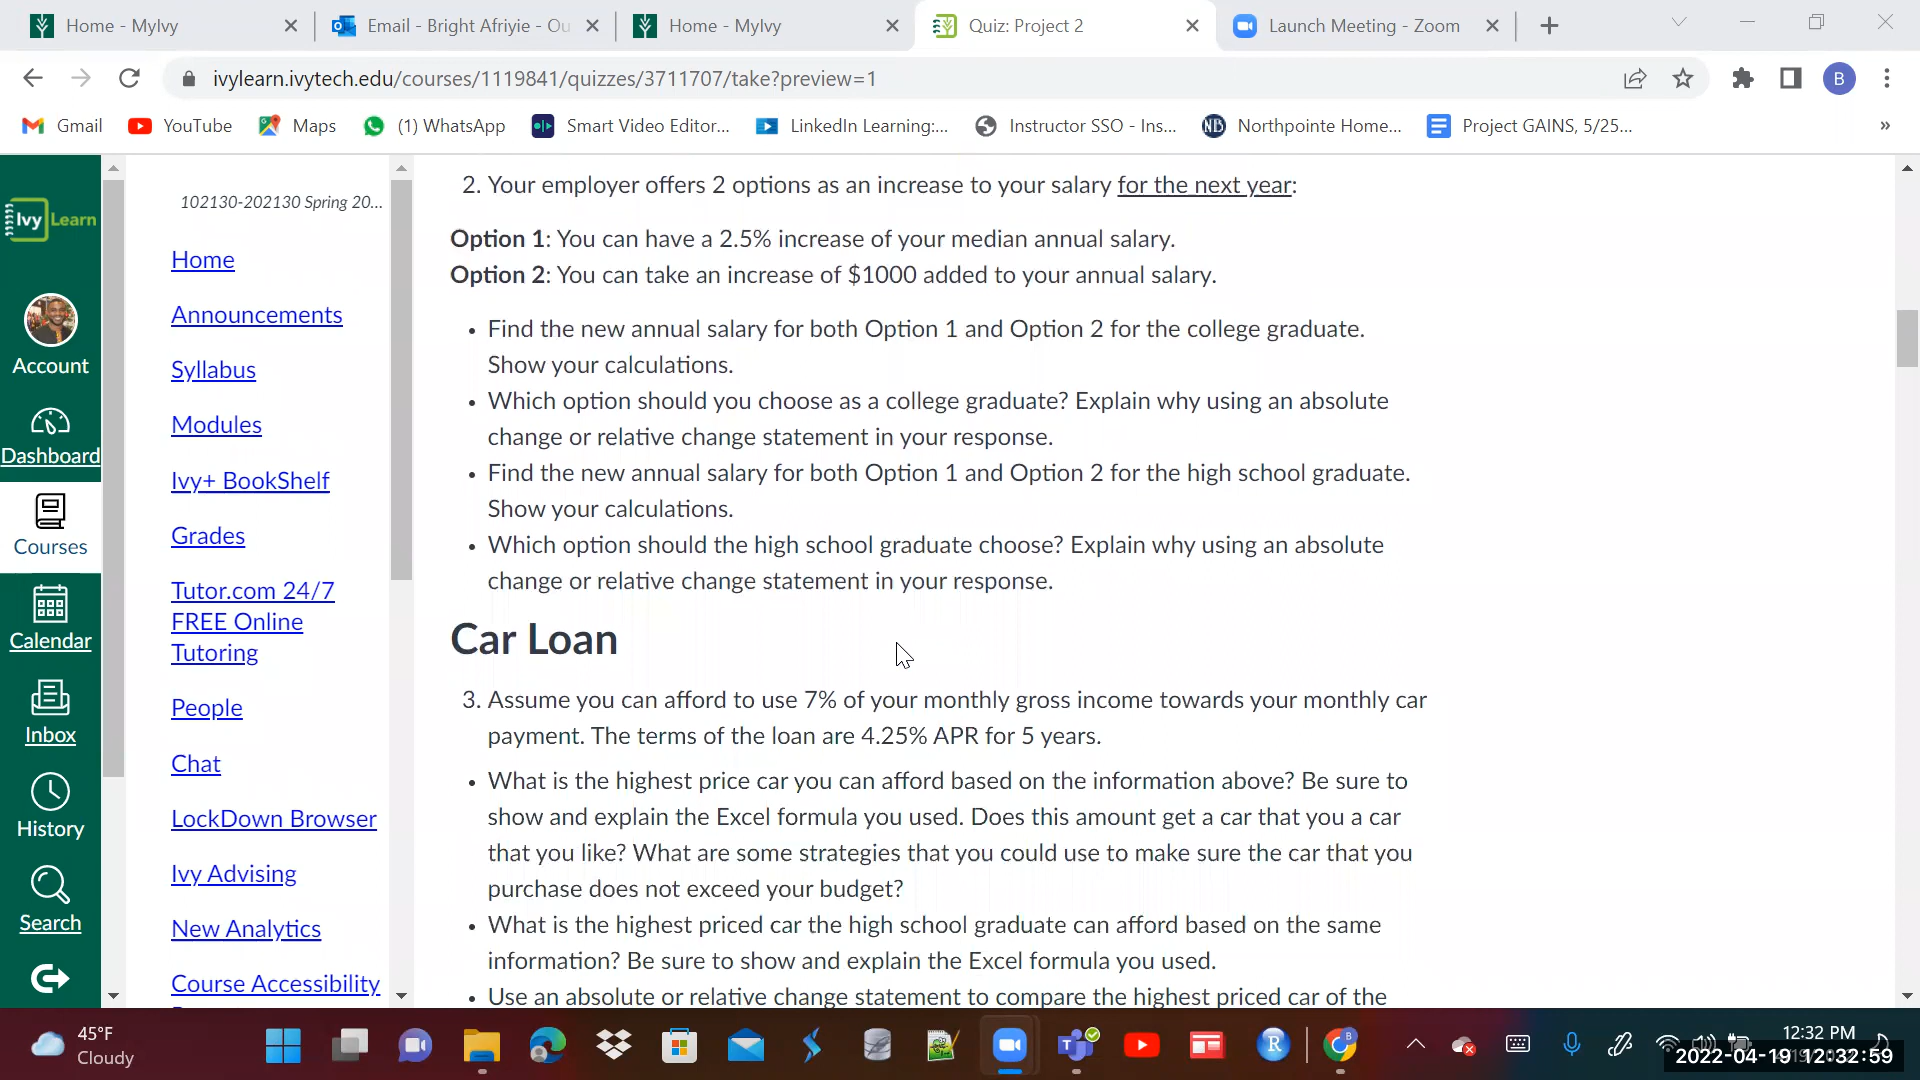 Home - MyIvy
Email - Bright Afriyie - Ou
Home - MyIvy
Quiz: Project 2
Launch Meeting - Zoom
ivylearn.ivytech.edu/courses/1119841/quizzes/3711707/take?preview=1
B
Gmail
YouTube
Maps
(1) WhatsApp
Smart Video Editor...
LinkedIn Learning:...
Instructor SSO - Ins...
NB
Northpointe Home...
Project GAINS, 5/25...
»
Ivy Learn
Account
Dashboard
Courses
Calendar
Inbox
History
Search
102130-202130 Spring 20...
Home
Announcements
Syllabus
Modules
Ivy+ BookShelf
Grades
Tutor.com 24/7
FREE Online
Tutoring
People
Chat
LockDown Browser
Ivy Advising
New Analytics
Course Accessibility
2. Your employer offers 2 options as an increase to your salary for the next year:
Option 1: You can have a 2.5% increase of your median annual salary.
Option 2: You can take an increase of $1000 added to your annual salary.
• Find the new annual salary for both Option 1 and Option 2 for the college graduate.
Show your calculations.
• Which option should you choose as a college graduate? Explain why using an absolute
change or relative change statement in your response.
• Find the new annual salary for both Option 1 and Option 2 for the high school graduate.
Show your calculations.
• Which option should the high school graduate choose? Explain why using an absolute
change or relative change statement in your response.
Car Loan
3. Assume you can afford to use 7% of your monthly gross income towards your monthly car
payment. The terms of the loan are 4.25% APR for 5 years.
• What is the highest price car you can afford based on the information above? Be sure to
show and explain the Excel formula you used. Does this amount get a car that you a car
that you like? What are some strategies that you could use to make sure the car that you
purchase does not exceed your budget?
• What is the highest priced car the high school graduate can afford based on the same
information? Be sure to show and explain the Excel formula you used.
• Use an absolute or relative change statement to compare the highest priced car of the
45°F
Cloudy
T
R
B
12:32 PM
2022-04-19 12:32:59